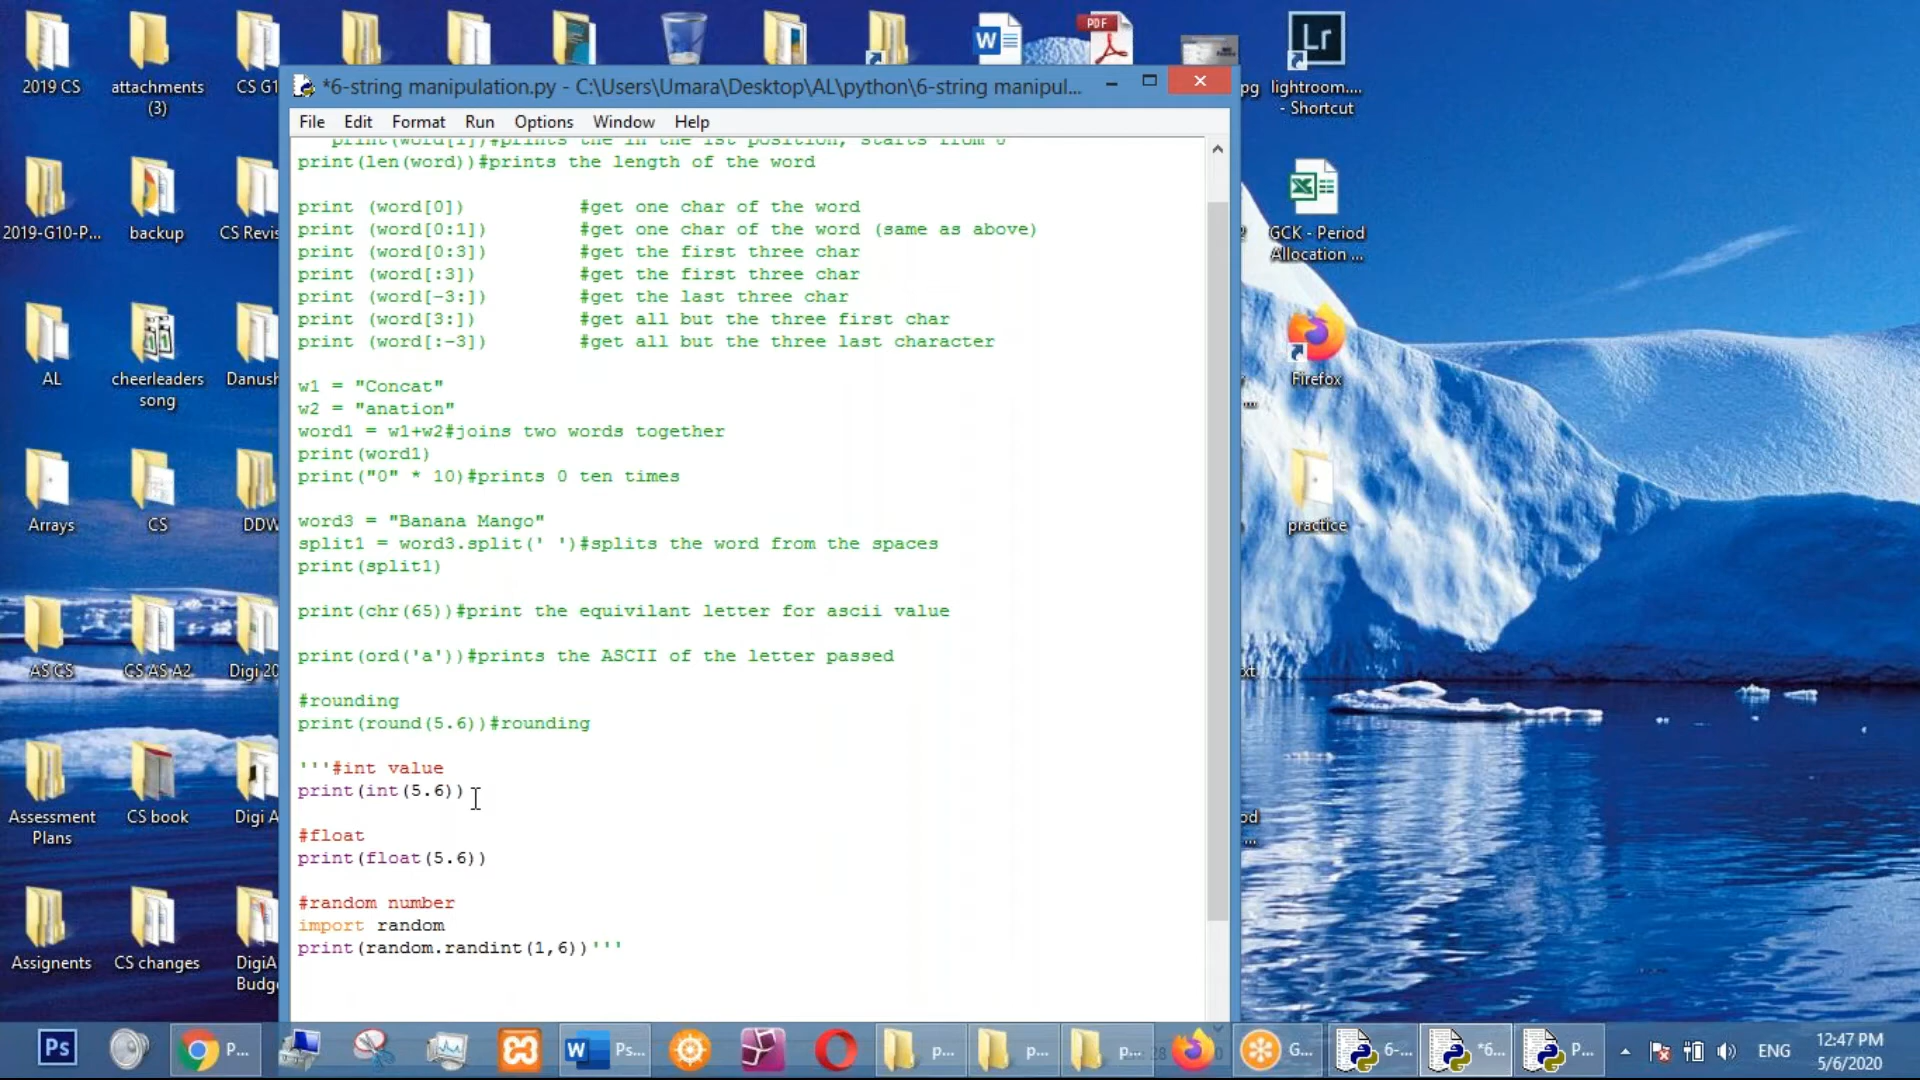 2019 CS
attachments
(3)
CS G1
lightroom....
- Shortcut
*6-string manipulation.py - C:\Users\Umara\Desktop\AL\python\6-string manipul...
File Edit Format Run Options Window Help
print(len(word))#prints the length of the word
print (word[0]) #get one char of the word
print (word[0:1]) #get one char of the word (same as above)
print (word[0:3]) #get the first three char
print (word[:3]) #get the first three char
print (word[-3:]) #get the last three char
print (word[3:]) #get all but the three first char
print (word[:-3]) #get all but the three last character
w1 = "Concat"
w2 = "anation"
word1 = w1+w2#joins two words together
print(word1)
print("0" * 10)#prints 0 ten times
word3 = "Banana Mango"
split1 = word3.split(' ')#splits the word from the spaces
print(split1)
print(chr(65))#print the equivilant letter for ascii value
print(ord('a'))#prints the ASCII of the letter passed
#rounding
print(round(5.6))#rounding
'''#int value
print(int(5.6))
#float
print(float(5.6))
#random number
import random
print(random.randint(1,6))'''
2019-G10-P...
backup
CS Revis
GCK - Period
Allocation ...
AL
cheerleaders
song
Danush
Firefox
Arrays
CS
DDW
practice
AS CS
CS AS A2
Digi 20
Assessment
Plans
CS book
Digi A
Assignents
CS changes
DigiA
Budge
PDF
Lr
Ps
P...
W
Ps...
p...
p...
p...
G...
6-...
*6...
P...
ENG
12:47 PM
5/6/2020